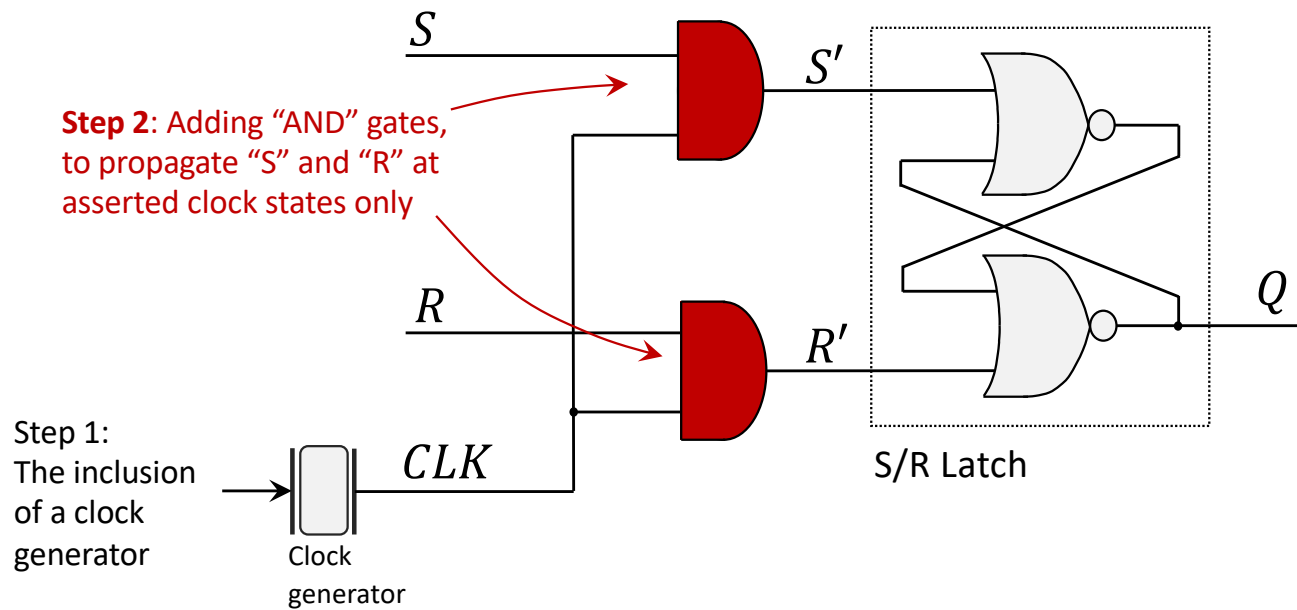 S
S′
Step 2: Adding “AND” gates,
to propagate “S” and “R” at
asserted clock states only
R
R′
Q
Step 1:
The inclusion
of a clock
generator
CLK
Clock
generator
S/R Latch